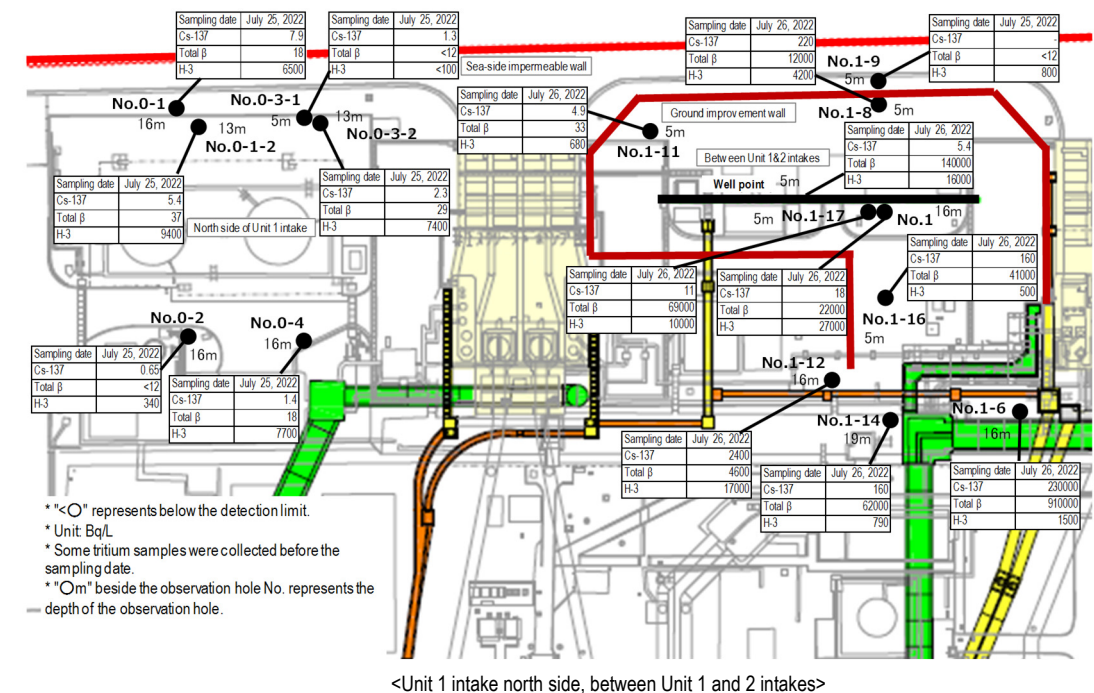 Sampling date July 25, 2022
Cs-137 7.9
Total β 18
H-3 6500
Sampling date July 25, 2022
Cs-137 1.3
Total β <12
H-3 <100
Sea-side impermeable wall
Sampling date July 26, 2022
Cs-137 220
Total β 12000
H-3 4200
Sampling date July 26, 2022
Cs-137 -
Total β <12
H-3 800
No.1-9
5m
No.0-1
16m
No.0-3-1
5m
13m
No.0-3-2
13m
No.0-1-2
Sampling date July 26, 2022
Cs-137 4.9
Total β 33
H-3 680
5m
No.1-11
Ground improvement wall
No.1-8
5m
Sampling date July 26, 2022
Cs-137 5.4
Total β 140000
H-3 16000
Between Unit 1&2 intakes
Well point
5m
Sampling date July 25, 2022
Cs-137 5.4
Total β 37
H-3 9400
Sampling date July 25, 2022
Cs-137 2.3
Total β 29
H-3 7400
North side of Unit 1 intake
5m
No.1-17
No.1
16m
Sampling date July 26, 2022
Cs-137 160
Total β 41000
H-3 500
Sampling date July 26, 2022
Cs-137 11
Total β 69000
H-3 10000
Sampling date July 26, 2022
Cs-137 18
Total β 22000
H-3 27000
No.1-16
5m
No.0-2
16m
No.0-4
16m
Sampling date July 25, 2022
Cs-137 0.65
Total β <12
H-3 340
Sampling date July 25, 2022
Cs-137 1.4
Total β 18
H-3 7700
No.1-12
16m
No.1-14
19m
No.1-6
16m
Sampling date July 26, 2022
Cs-137 2400
Total β 4600
H-3 17000
Sampling date July 26, 2022
Cs-137 160
Total β 62000
H-3 790
Sampling date July 26, 2022
Cs-137 230000
Total β 910000
H-3 1500
* "<〇" represents below the detection limit.
* Unit: Bq/L
* Some tritium samples were collected before the
sampling date.
* "〇m" beside the observation hole No. represents the
depth of the observation hole.
<Unit 1 intake north side, between Unit 1 and 2 intakes>